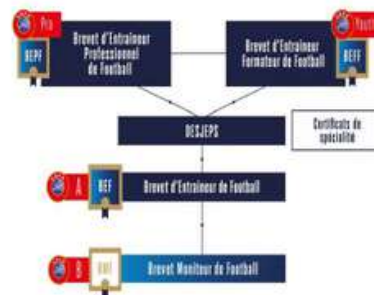 Pro
BEPF
Brevet d'Entraîneur
Professionnel
de Football
Youth
BEFF
Brevet d'Entraîneur
Formateur de Football
DESJEPS
Certificats de
spécialité
A
BEF
Brevet d'Entraîneur de Football
B
BMF
Brevet Moniteur de Football